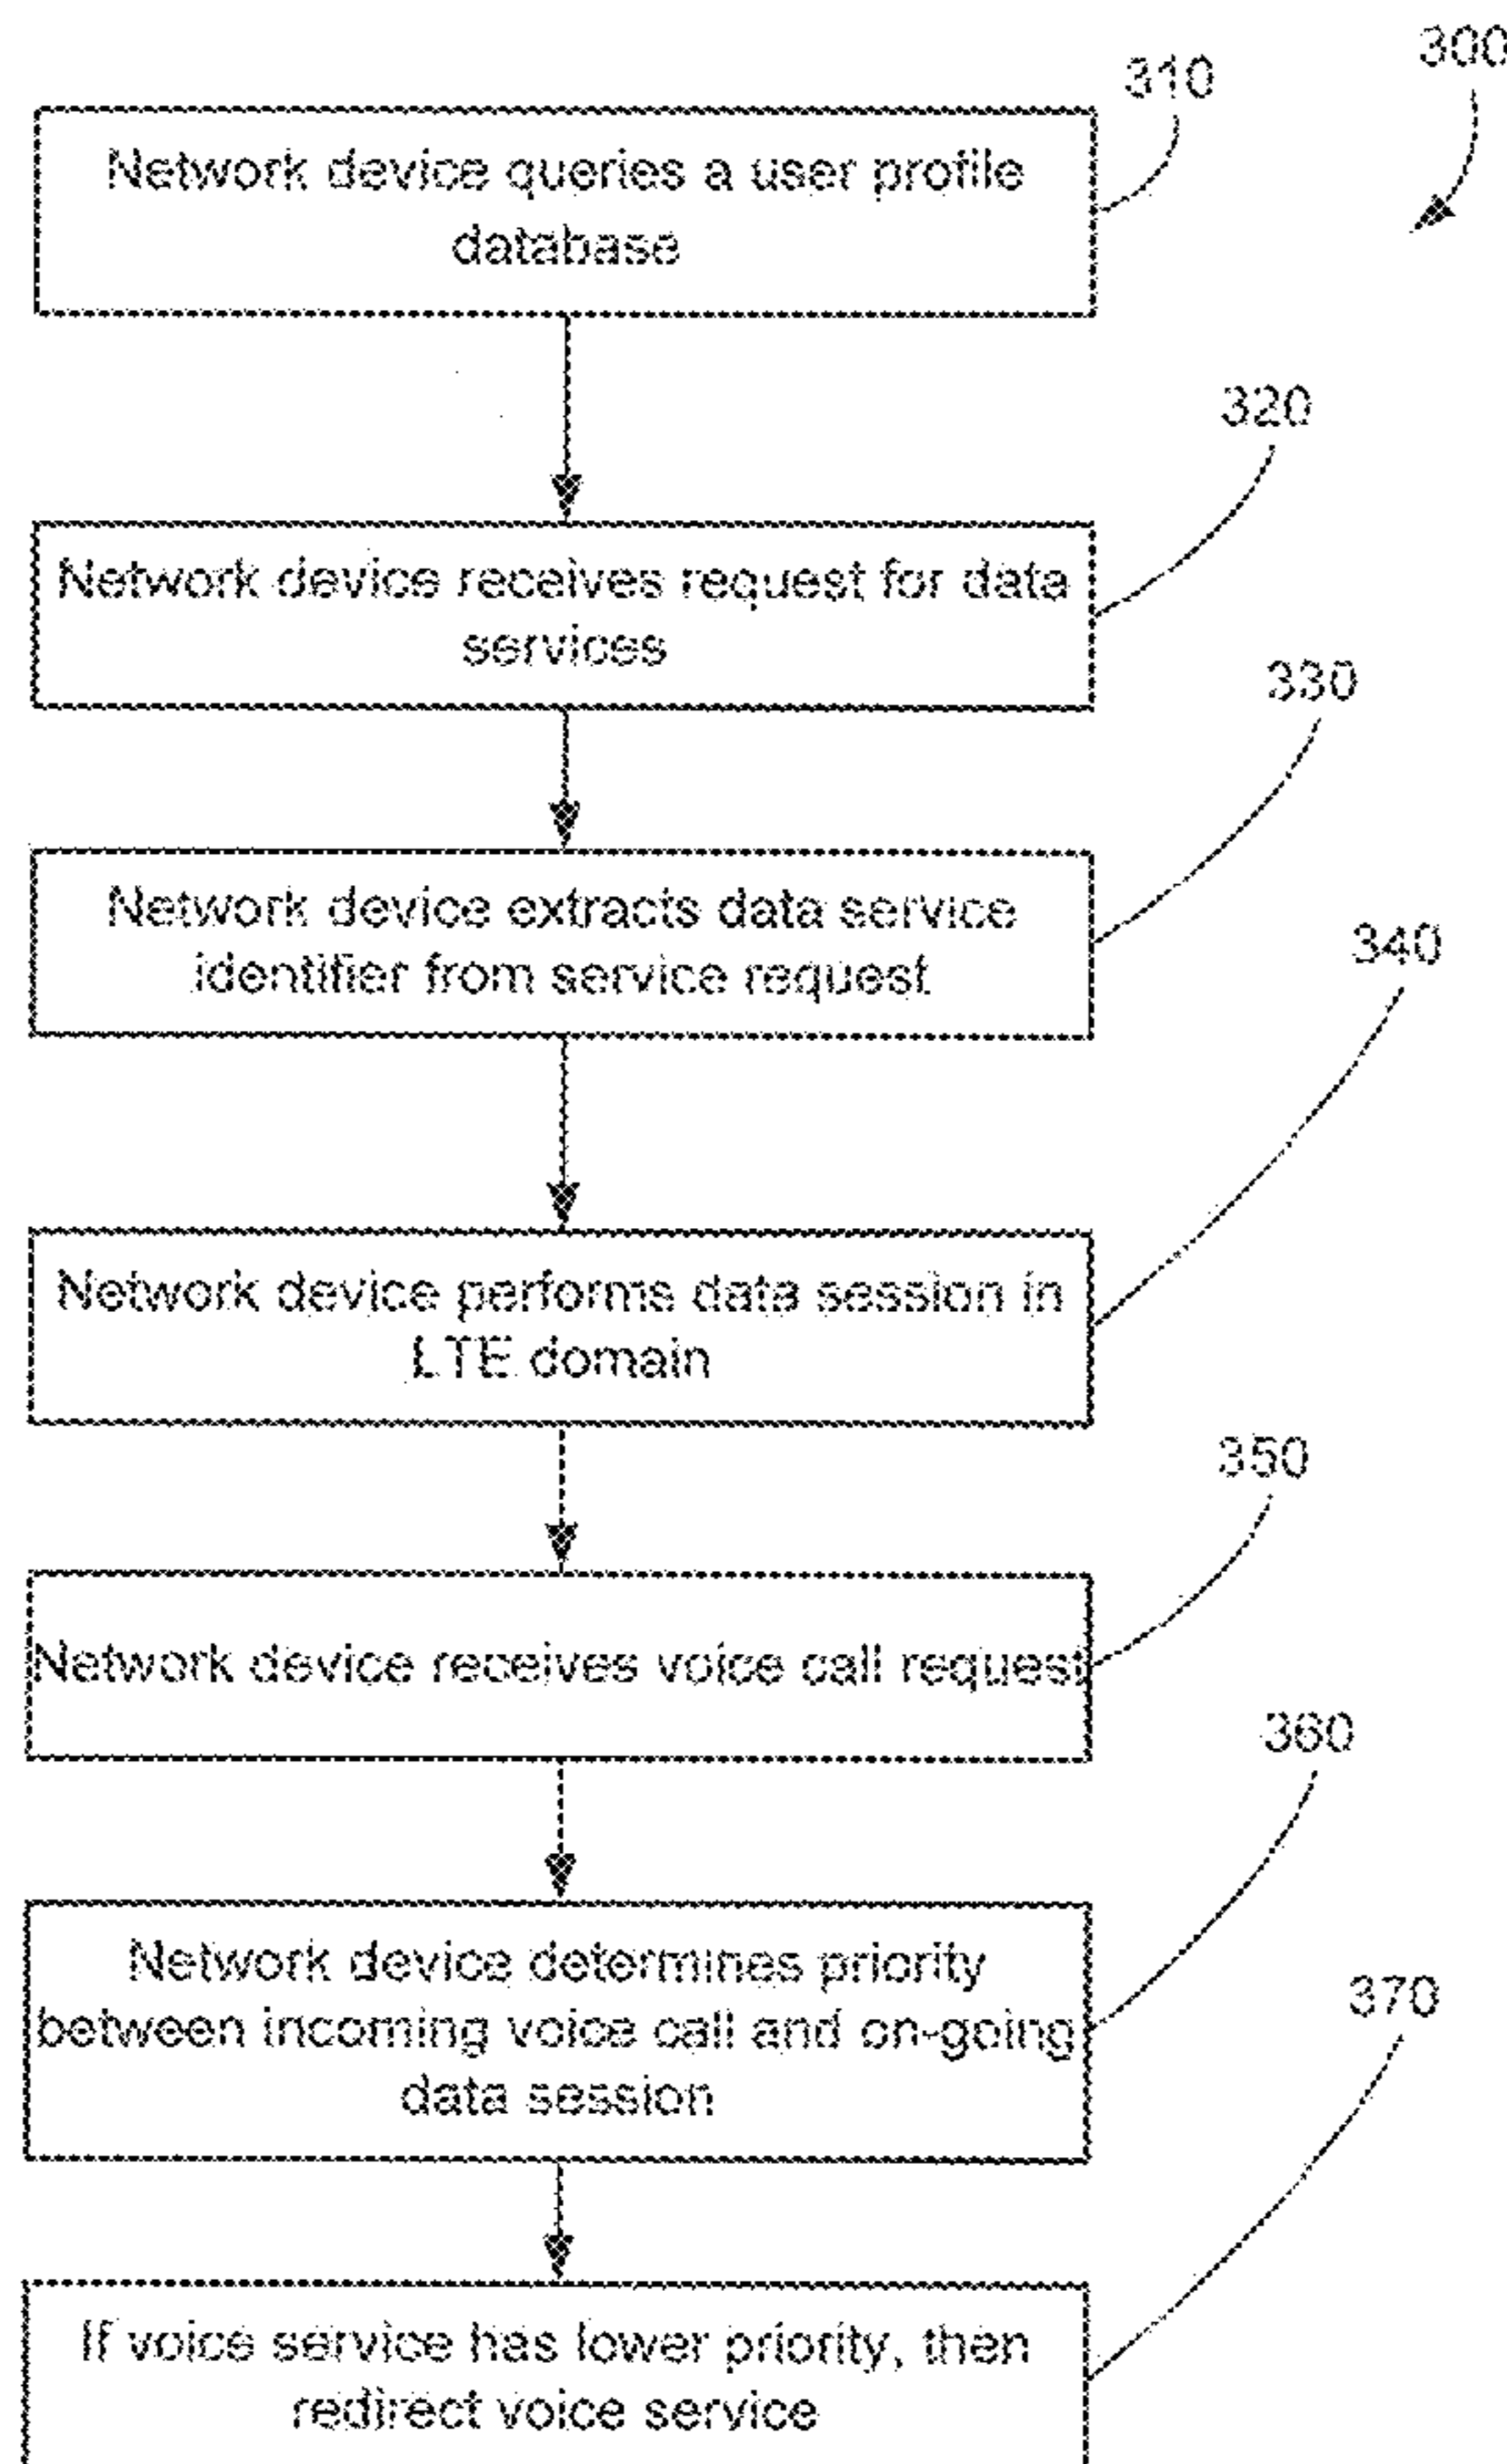 300
310
Network device queries a user profile
database
320
Network device receives request for data
services
330
Network device extracts data service
identifier from service request
340
Network device performs data session in
LTE domain
350
Network device receives voice call request
360
Network device determines priority
between incoming voice call and on-going
data session
370
If voice service has lower priority, then
redirect voice service